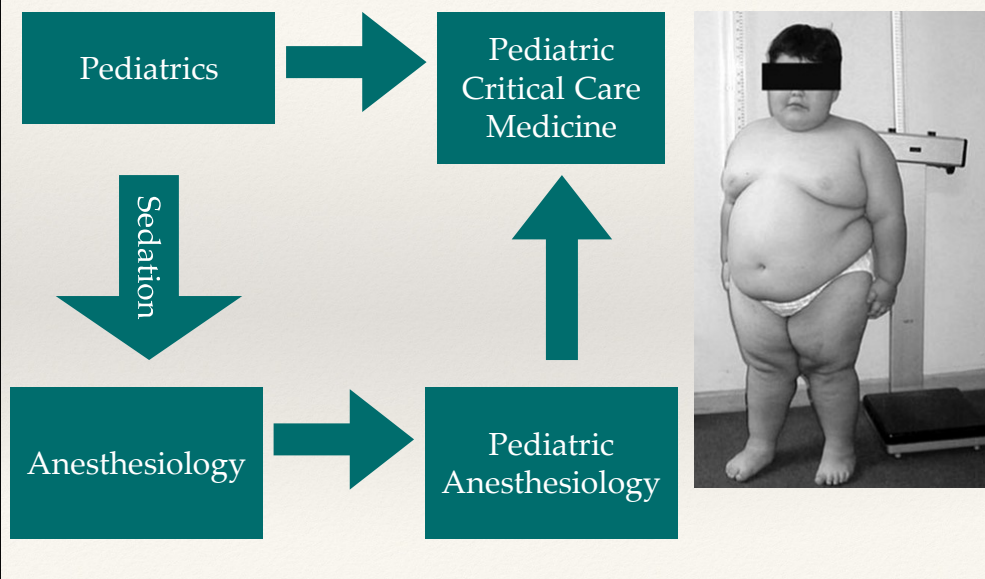 Pediatrics
Pediatric
Critical Care
Medicine
Sedation
Anesthesiology
Pediatric
Anesthesiology